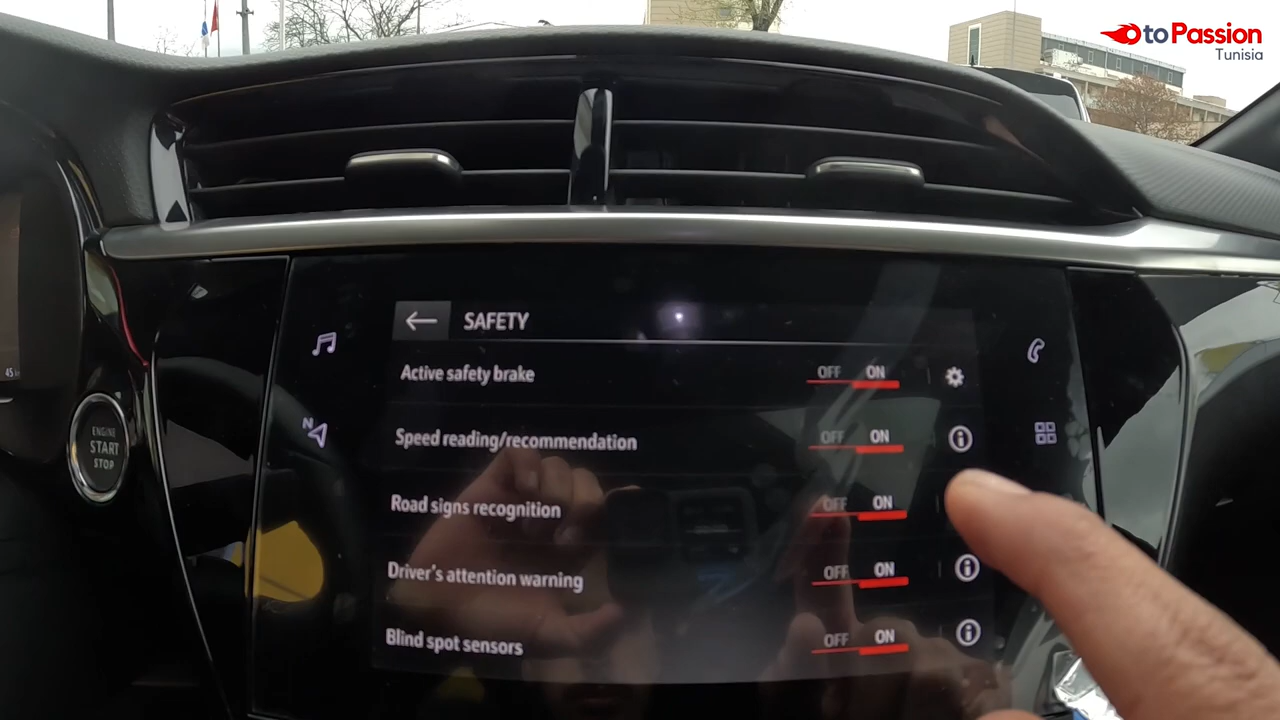 toPassion
Tunisia
SAFETY
Active safety brake OFF ON
Speed reading/recommendation OFF ON
N
Road signs recognition OFF ON
Driver's attention warning OFF ON
Blind spot sensors OFF ON
ENGINE
START
STOP
45